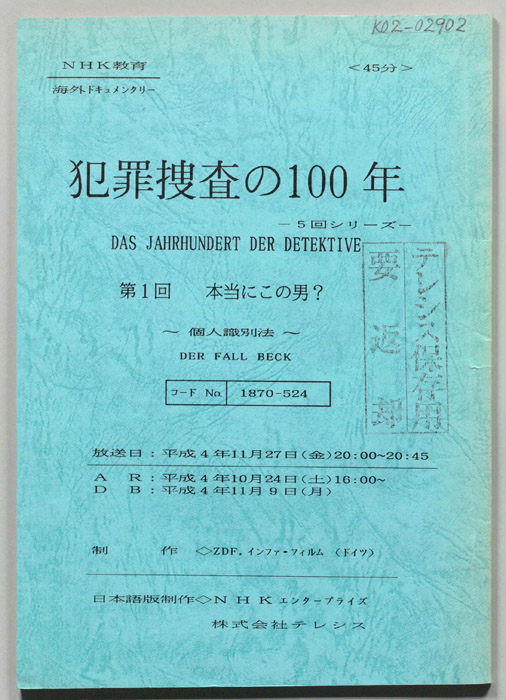 K02-02902
NHK教育
<45分>
海外ドキュメンタリー
犯罪捜査の100年
−5回シリーズ−
DAS JAHRHUNDERT DER DETEKTIVE
第1回 本当にこの男?
~ 個人識別法 ~
DER FALL BECK
コード No. 1870-524
テレシス保存用
要返却
放送日:平成4年11月27日(金)20:00~20:45
A R:平成4年10月24日(土)16:00~
D B:平成4年11月9日(月)
制 作 ◇ZDF.インファ・フィルム (ドイツ)
日本語版制作◇NHKエンタープライズ
株式会社テレシス